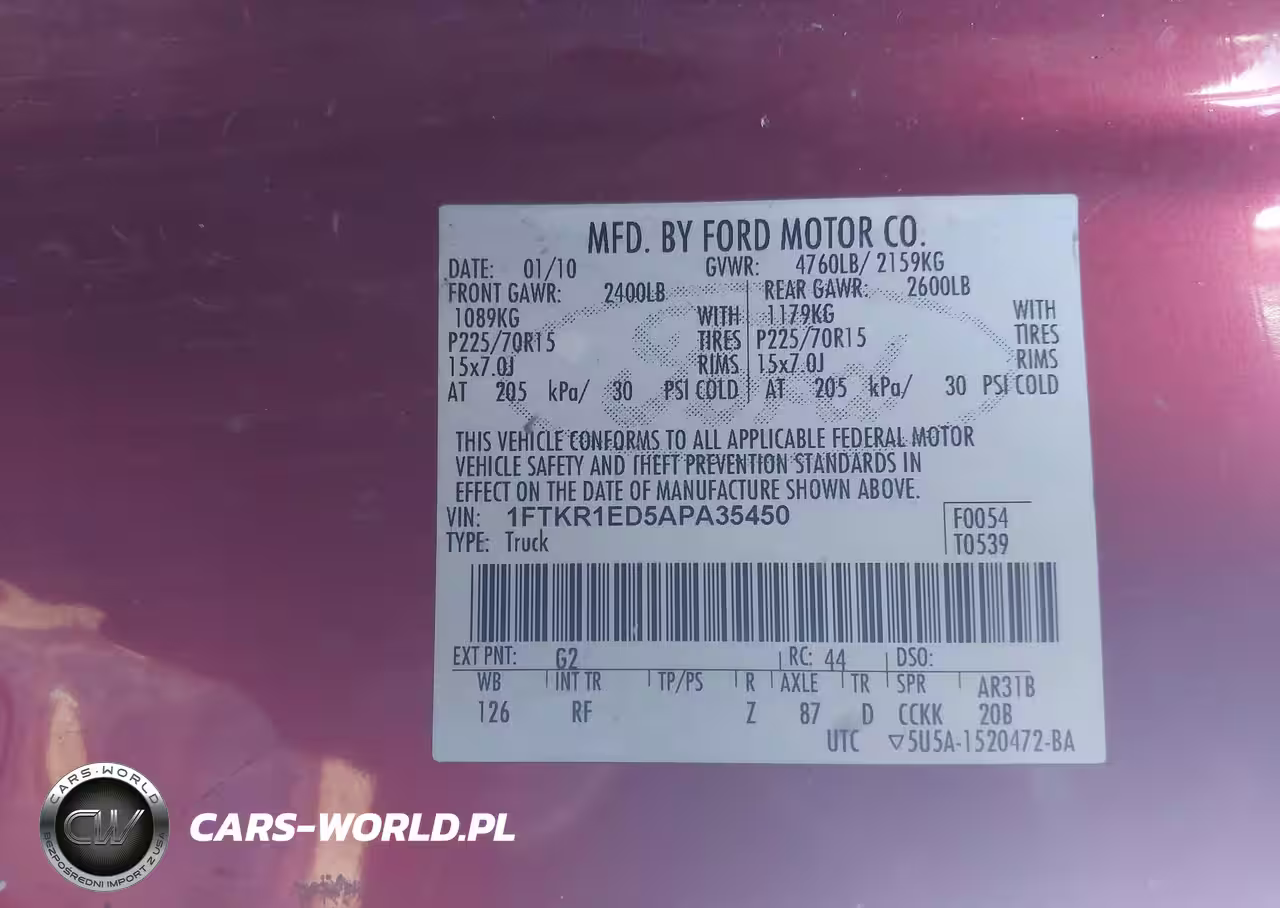 MFD. BY FORD MOTOR CO.
DATE: 01/10 GVWR: 4760LB/ 2159KG
FRONT GAWR: 2400LB REAR GAWR: 2600LB
1089KG WITH 1179KG WITH
P225/70R15 TIRES P225/70R15 TIRES
15x7.0J RIMS 15x7.0J RIMS
AT 205 kPa/ 30 PSI COLD AT 205 kPa/ 30 PSI COLD
THIS VEHICLE CONFORMS TO ALL APPLICABLE FEDERAL MOTOR
VEHICLE SAFETY AND THEFT PREVENTION STANDARDS IN
EFFECT ON THE DATE OF MANUFACTURE SHOWN ABOVE.
VIN: 1FTKR1ED5APA35450 F0054
TYPE: Truck T0539
EXT PNT: G2 RC: 44 DSO:
WB INT TR TP/PS R AXLE TR SPR AR31B
126 RF Z 87 D CCKK 20B
UTC ▽5U5A-1520472-BA
CARS-WORLD
CW
BEZPOŚREDNI IMPORT Z USA
CARS-WORLD.PL